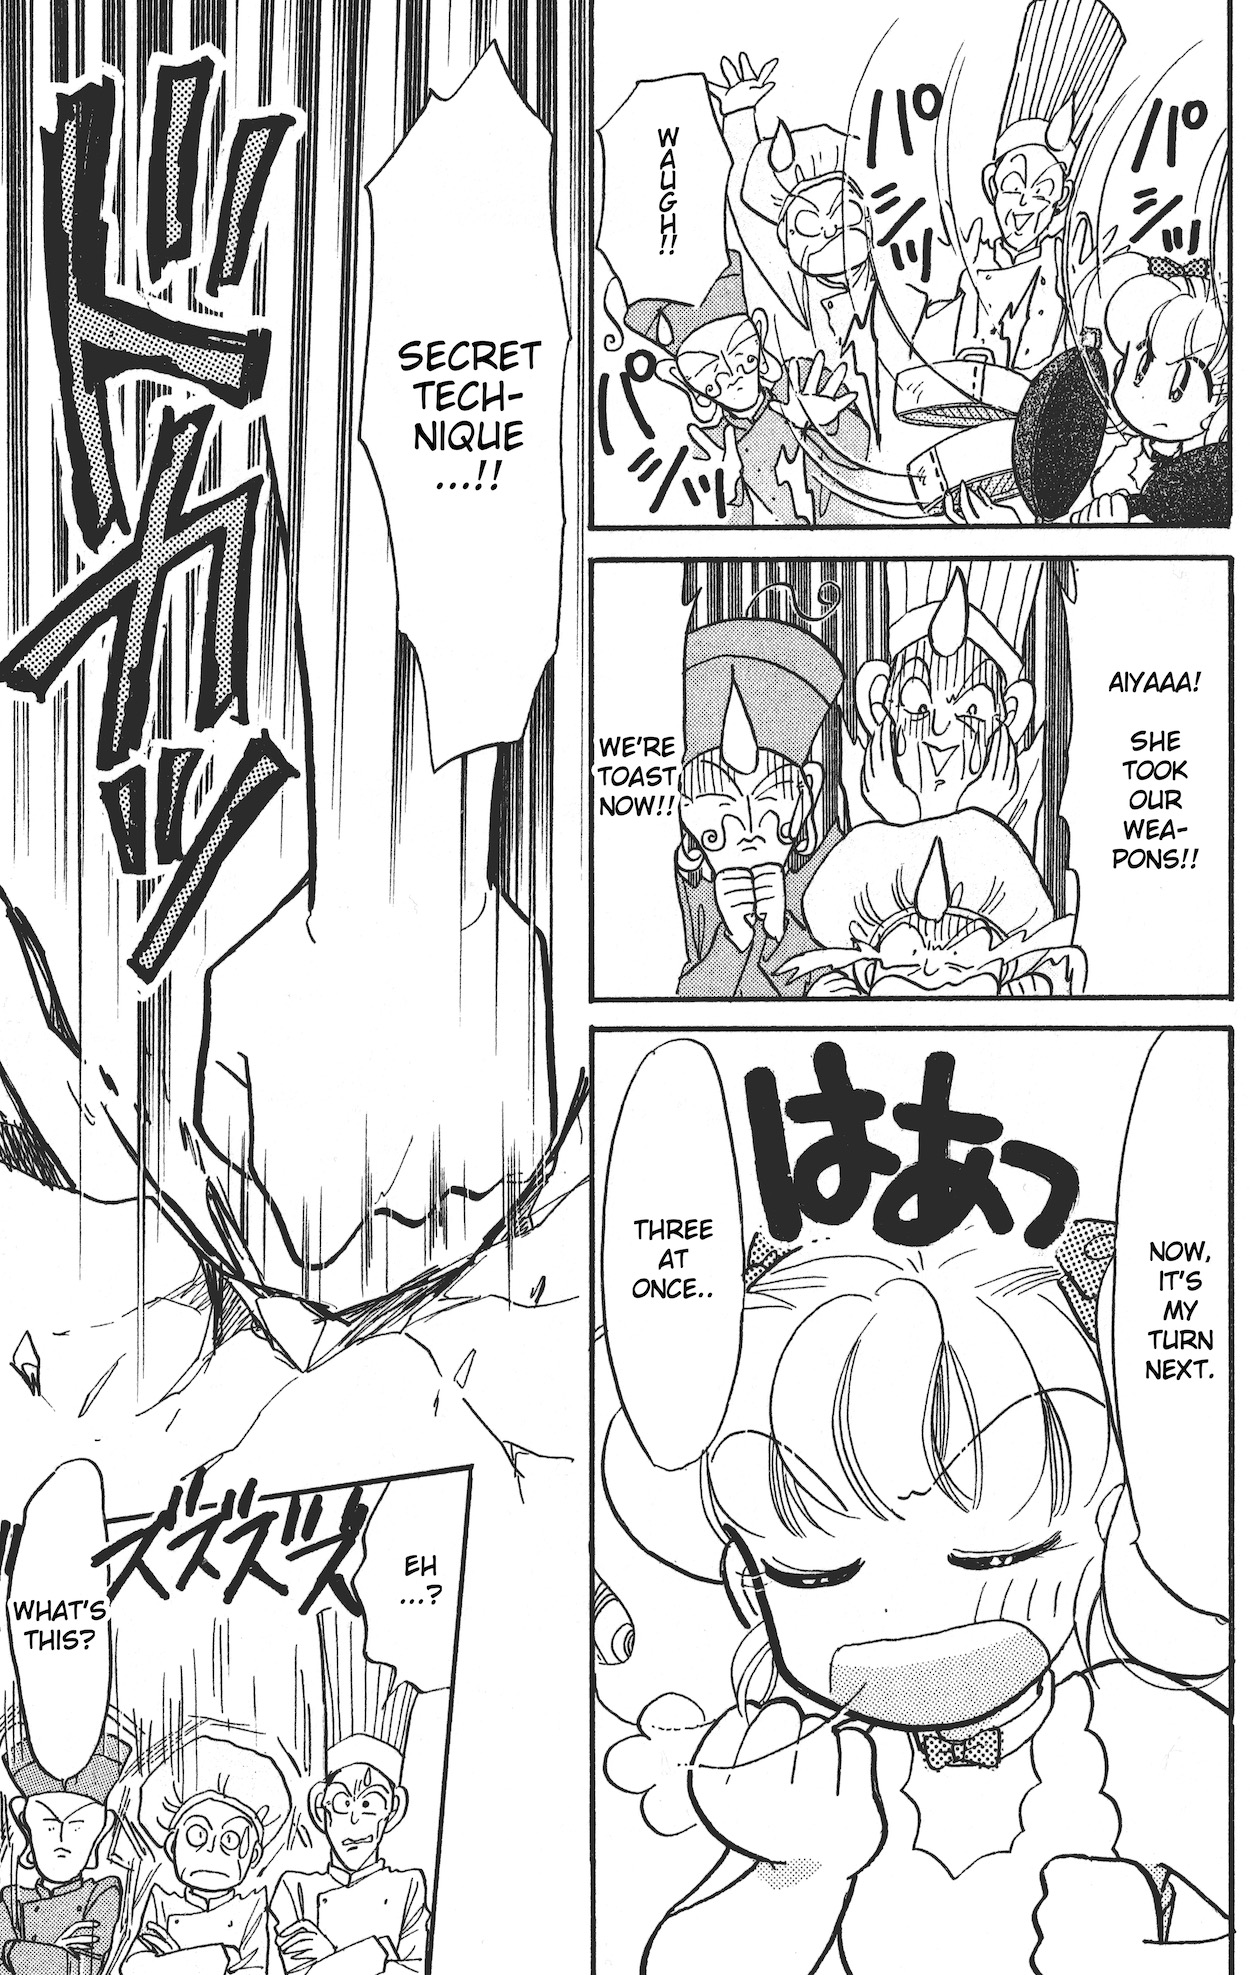 パシッ
パシッ
WAUGH!!
パシッ
AIYAAA!
SHE
TOOK
OUR
WEA-
PONS!!
WE'RE
TOAST
NOW!!
はあっ
NOW,
IT'S
MY
TURN
NEXT.
THREE
AT
ONCE..
SECRET
TECH-
NIQUE
...!!
ドカッ
ズズズズ
EH
...?
WHAT'S
THIS?